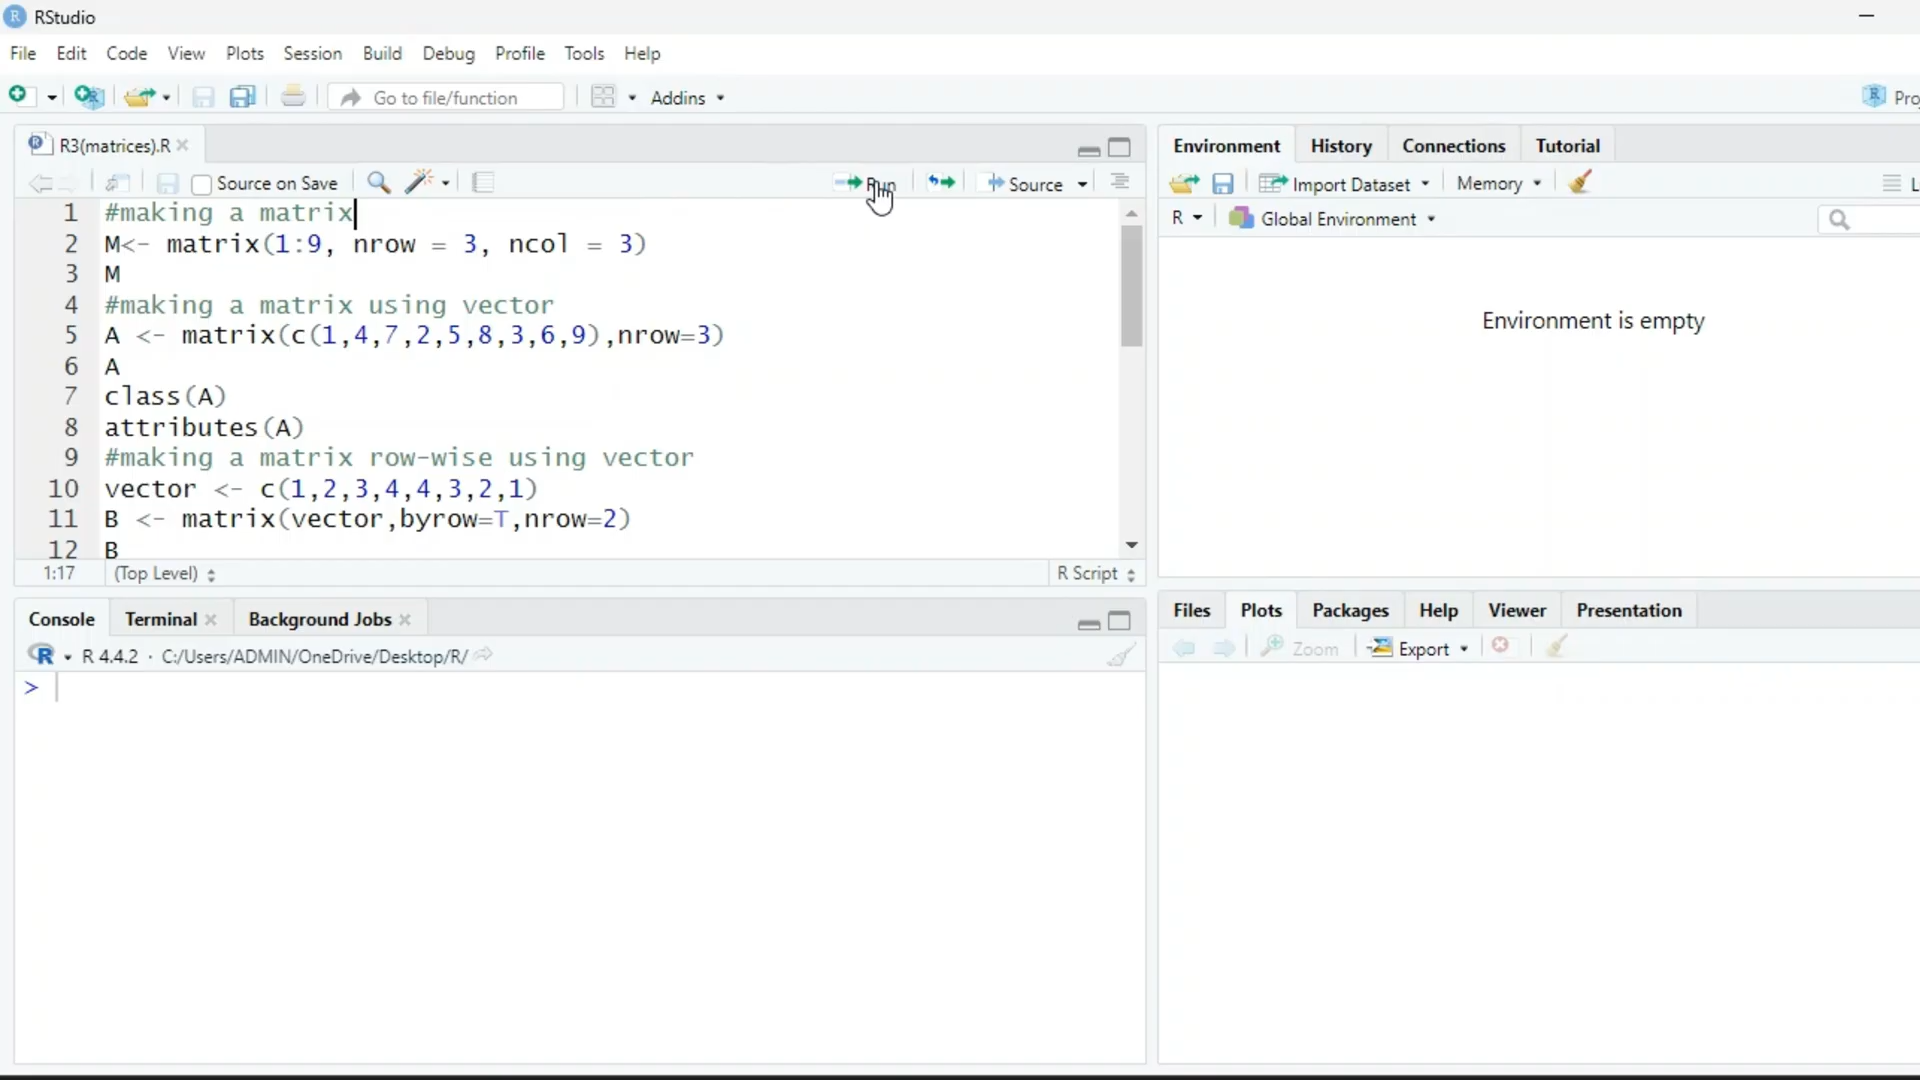 RStudio
File Edit Code View Plots Session Build Debug Profile Tools Help
Go to file/function Addins
R3(matrices).R
Source on Save Run Source
1 #making a matrix
2 M<- matrix(1:9, nrow = 3, ncol = 3)
3 M
4 #making a matrix using vector
5 A <- matrix(c(1,4,7,2,5,8,3,6,9),nrow=3)
6 A
7 class(A)
8 attributes(A)
9 #making a matrix row-wise using vector
10 vector <- c(1,2,3,4,4,3,2,1)
11 B <- matrix(vector,byrow=T,nrow=2)
12 B
1:17 (Top Level) R Script
Console Terminal Background Jobs
R 4.4.2 · C:/Users/ADMIN/OneDrive/Desktop/R/
>
Environment History Connections Tutorial
Import Dataset Memory
R Global Environment
Environment is empty
Files Plots Packages Help Viewer Presentation
Zoom Export